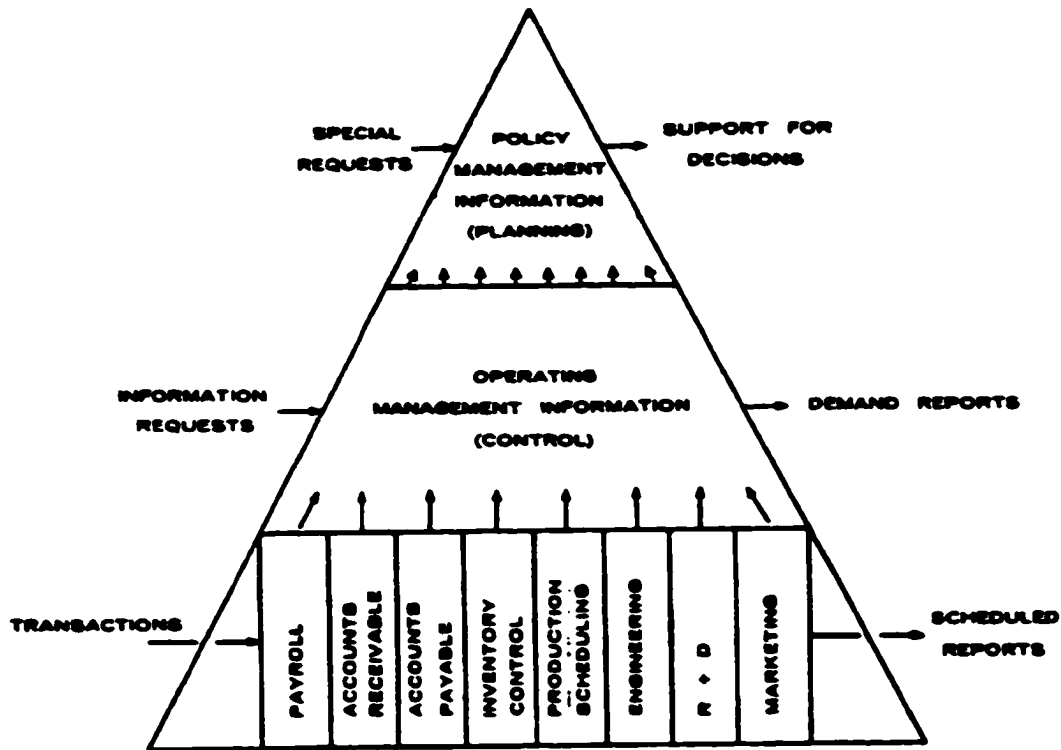 SPECIAL
REQUESTS
POLICY
MANAGEMENT
INFORMATION
(PLANNING)
SUPPORT FOR
DECISIONS
INFORMATION
REQUESTS
OPERATING
MANAGEMENT INFORMATION
(CONTROL)
DEMAND REPORTS
TRANSACTIONS
PAYROLL
ACCOUNTS
RECEIVABLE
ACCOUNTS
PAYABLE
INVENTORY
CONTROL
PRODUCTION
SCHEDULING
ENGINEERING
R + D
MARKETING
SCHEDULED
REPORTS